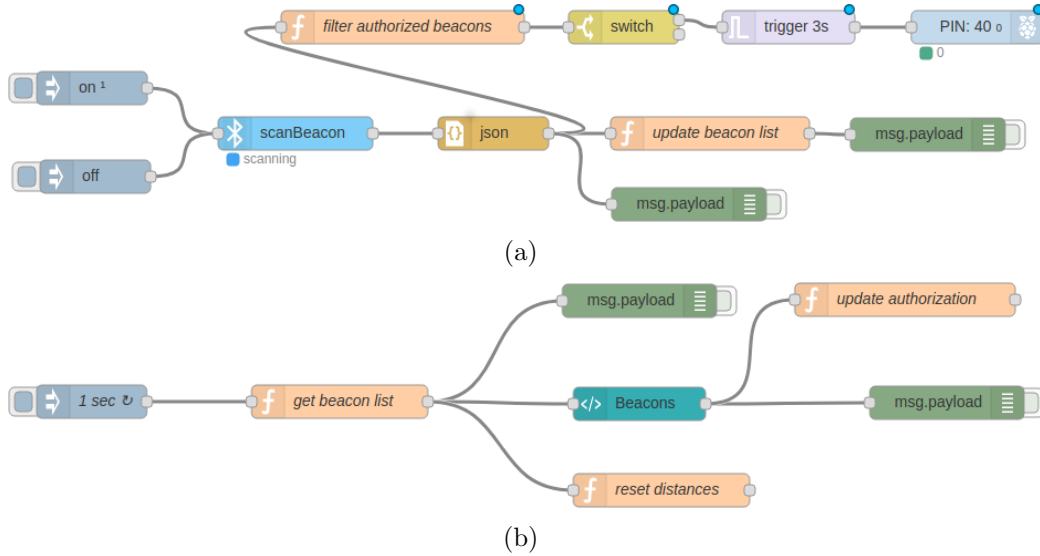 filter authorized beacons
switch
trigger 3s
PIN: 40 0
0
on ¹
scanBeacon
json
update beacon list
msg.payload
scanning
off
msg.payload
(a)
msg.payload
update authorization
1 sec ↻
get beacon list
Beacons
msg.payload
reset distances
(b)